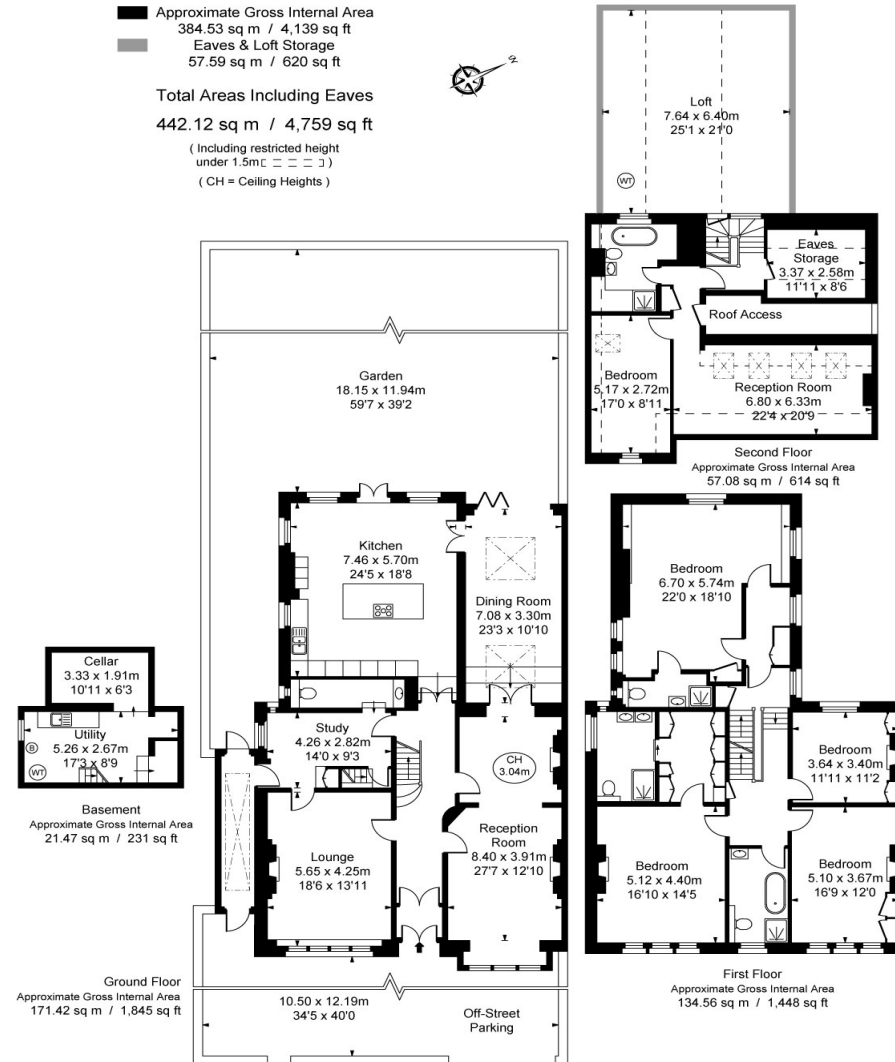 Approximate Gross Internal Area
384.53 sq m / 4,139 sq ft
Eaves & Loft Storage
57.59 sq m / 620 sq ft
Total Areas Including Eaves
442.12 sq m / 4,759 sq ft
( Including restricted height
under 1.5m )
( CH = Ceiling Heights )
Loft
7.64 x 6.40m
25'1 x 21'0
WT
Eaves
Storage
3.37 x 2.58m
11'11 x 8'6
Roof Access
Bedroom
5.17 x 2.72m
17'0 x 8'11
Reception Room
6.80 x 6.33m
22'4 x 20'9
Second Floor
Approximate Gross Internal Area
57.08 sq m / 614 sq ft
Garden
18.15 x 11.94m
59'7 x 39'2
Kitchen
7.46 x 5.70m
24'5 x 18'8
Dining Room
7.08 x 3.30m
23'3 x 10'10
Study
4.26 x 2.82m
14'0 x 9'3
CH
3.04m
Lounge
5.65 x 4.25m
18'6 x 13'11
Reception
Room
8.40 x 3.91m
27'7 x 12'10
Ground Floor
Approximate Gross Internal Area
171.42 sq m / 1,845 sq ft
10.50 x 12.19m
34'5 x 40'0
Off-Street
Parking
Cellar
3.33 x 1.91m
10'11 x 6'3
Utility
5.26 x 2.67m
17'3 x 8'9
B
WT
Basement
Approximate Gross Internal Area
21.47 sq m / 231 sq ft
Bedroom
6.70 x 5.74m
22'0 x 18'10
Bedroom
3.64 x 3.40m
11'11 x 11'2
Bedroom
5.12 x 4.40m
16'10 x 14'5
Bedroom
5.10 x 3.67m
16'9 x 12'0
First Floor
Approximate Gross Internal Area
134.56 sq m / 1,448 sq ft